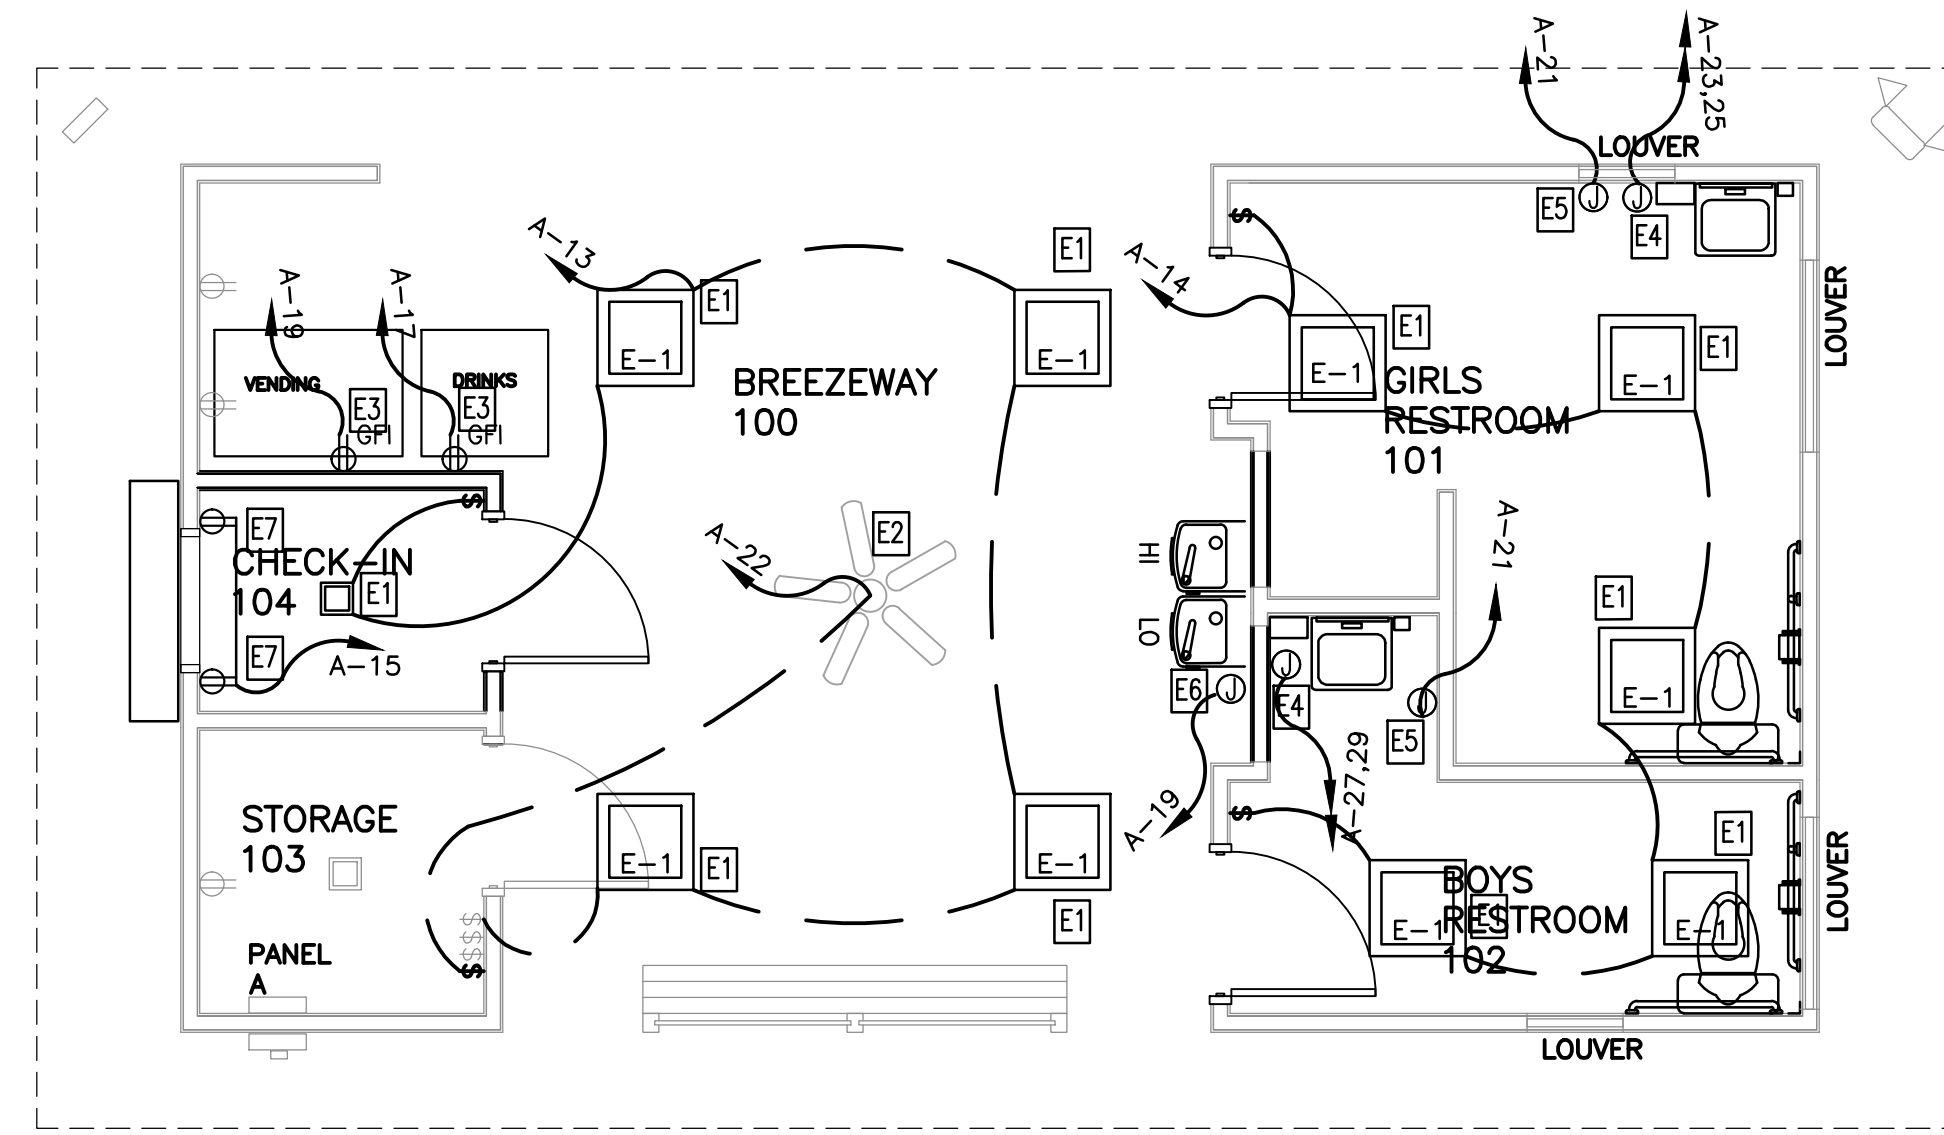 A-21
A-23,25
LOUVER
A-13
E1
E1
A-14
E5
E4
J
J
S
A-19
A-17
E1
E1
LOUVER
E-1
E-1
E-1
E-1
VENDING
DRINKS
E3
GFI
E3
GFI
BREEZEWAY
100
GIRLS
RESTROOM
101
S
E7
CHECK-IN
104
E1
E7
A-15
A-22
E2
HI
LO
E6
J
J
E4
A-21
J
E5
E1
E-1
A-19
A-27,29
S
STORAGE
103
E-1
E1
E-1
E1
E1
LOUVER
BOYS
RESTROOM
102
E1
E-1
E-1
PANEL
A
$
$
$
S
LOUVER